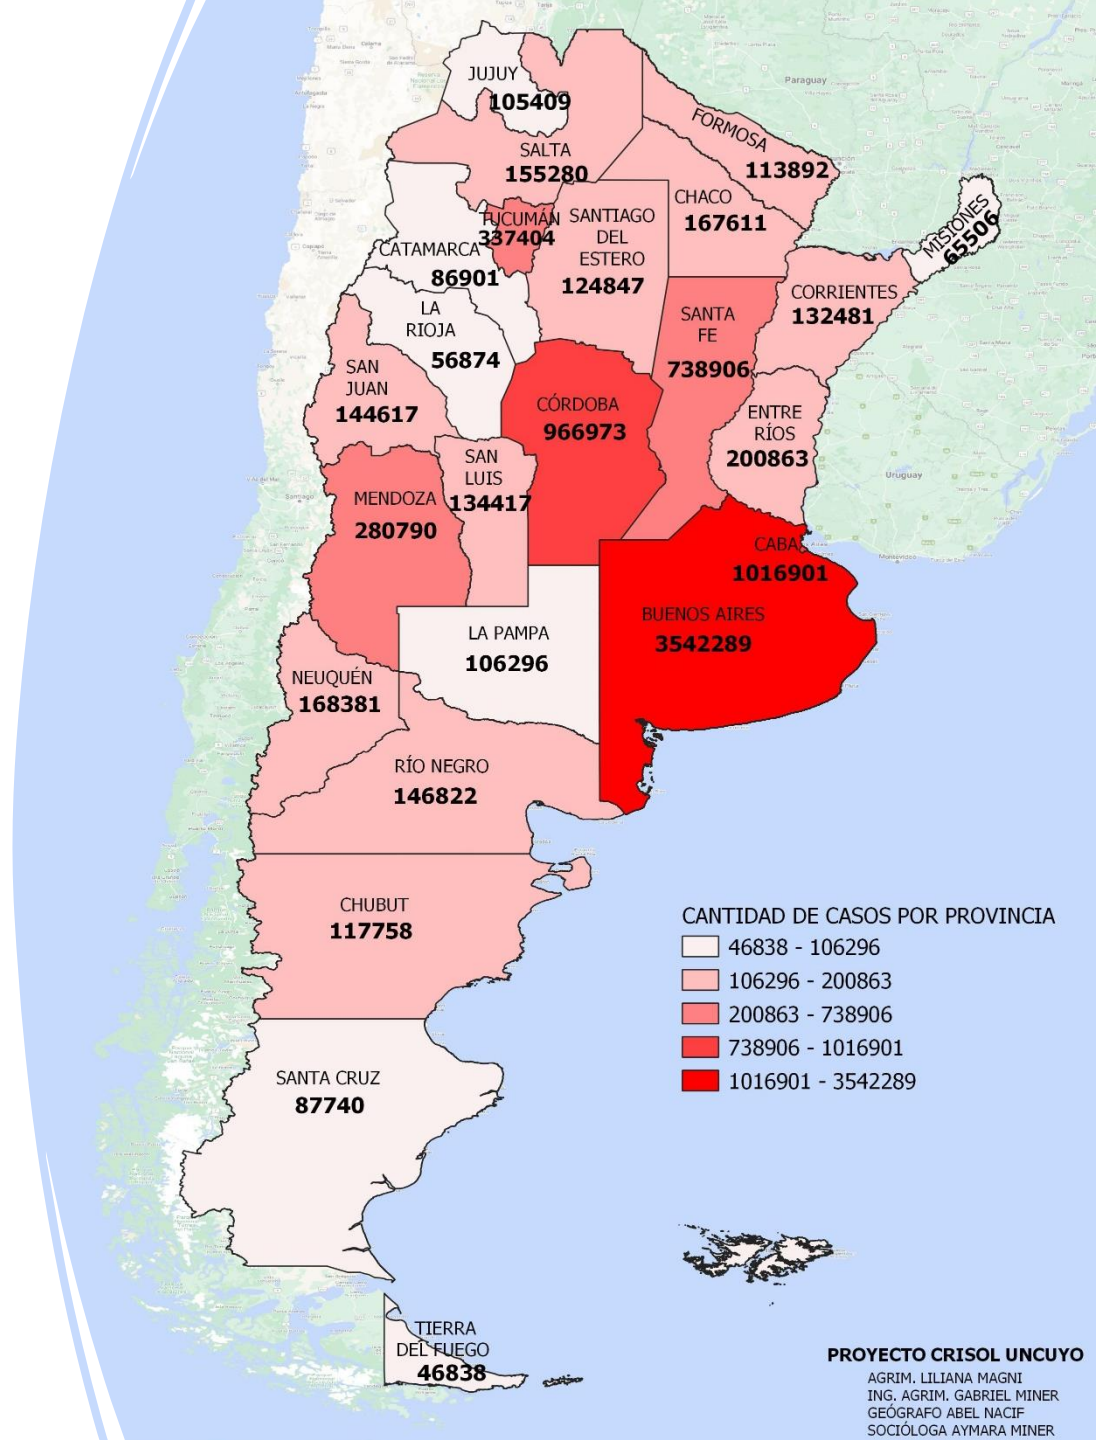 JUJUY
105409
SALTA
155280
FORMOSA
113892
CHACO
167611
MISIONES
65506
TUCUMÁN
337404
SANTIAGO
DEL
ESTERO
124847
CATAMARCA
86901
CORRIENTES
132481
LA
RIOJA
56874
SANTA
FE
738906
SAN
JUAN
144617
CÓRDOBA
966973
ENTRE
RÍOS
200863
SAN
LUIS
134417
MENDOZA
280790
Paraguay
Uruguay
CABA
1016901
BUENOS AIRES
3542289
LA PAMPA
106296
NEUQUÉN
168381
RÍO NEGRO
146822
CHUBUT
117758
SANTA CRUZ
87740
TIERRA
DEL FUEGO
46838
CANTIDAD DE CASOS POR PROVINCIA
46838 - 106296
106296 - 200863
200863 - 738906
738906 - 1016901
1016901 - 3542289
PROYECTO CRISOL UNCUYO
AGRIM. LILIANA MAGNI
ING. AGRIM. GABRIEL MINER
GEÓGRAFO ABEL NACIF
SOCIÓLOGA AYMARA MINER